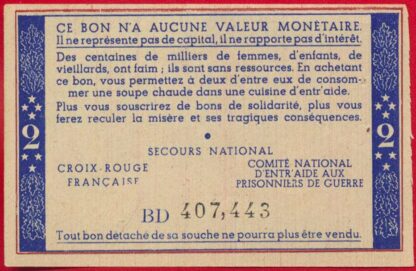 CE BON N'A AUCUNE VALEUR MONÉTAIRE.
Il ne représente pas de capital, il ne rapporte pas d'intérêt.
Des centaines de milliers de femmes, d'enfants, de
vieillards, ont faim ; ils sont sans ressources. En achetant
ce bon, vous permettez a deux d'entre eux de consom-
mer une soupe chaude dans une cuisine d'entr'aide.
Plus vous souscrirez de bons de solidarité, plus vous
ferez reculer la misère et ses tragiques conséquences.
2
2
SECOURS NATIONAL
CROIX-ROUGE
FRANÇAISE
COMITÉ NATIONAL
D'ENTR'AIDE AUX
PRISONNIERS DE GUERRE
BD 407,443
Tout bon détaché de sa souche ne pourra plus être vendu.